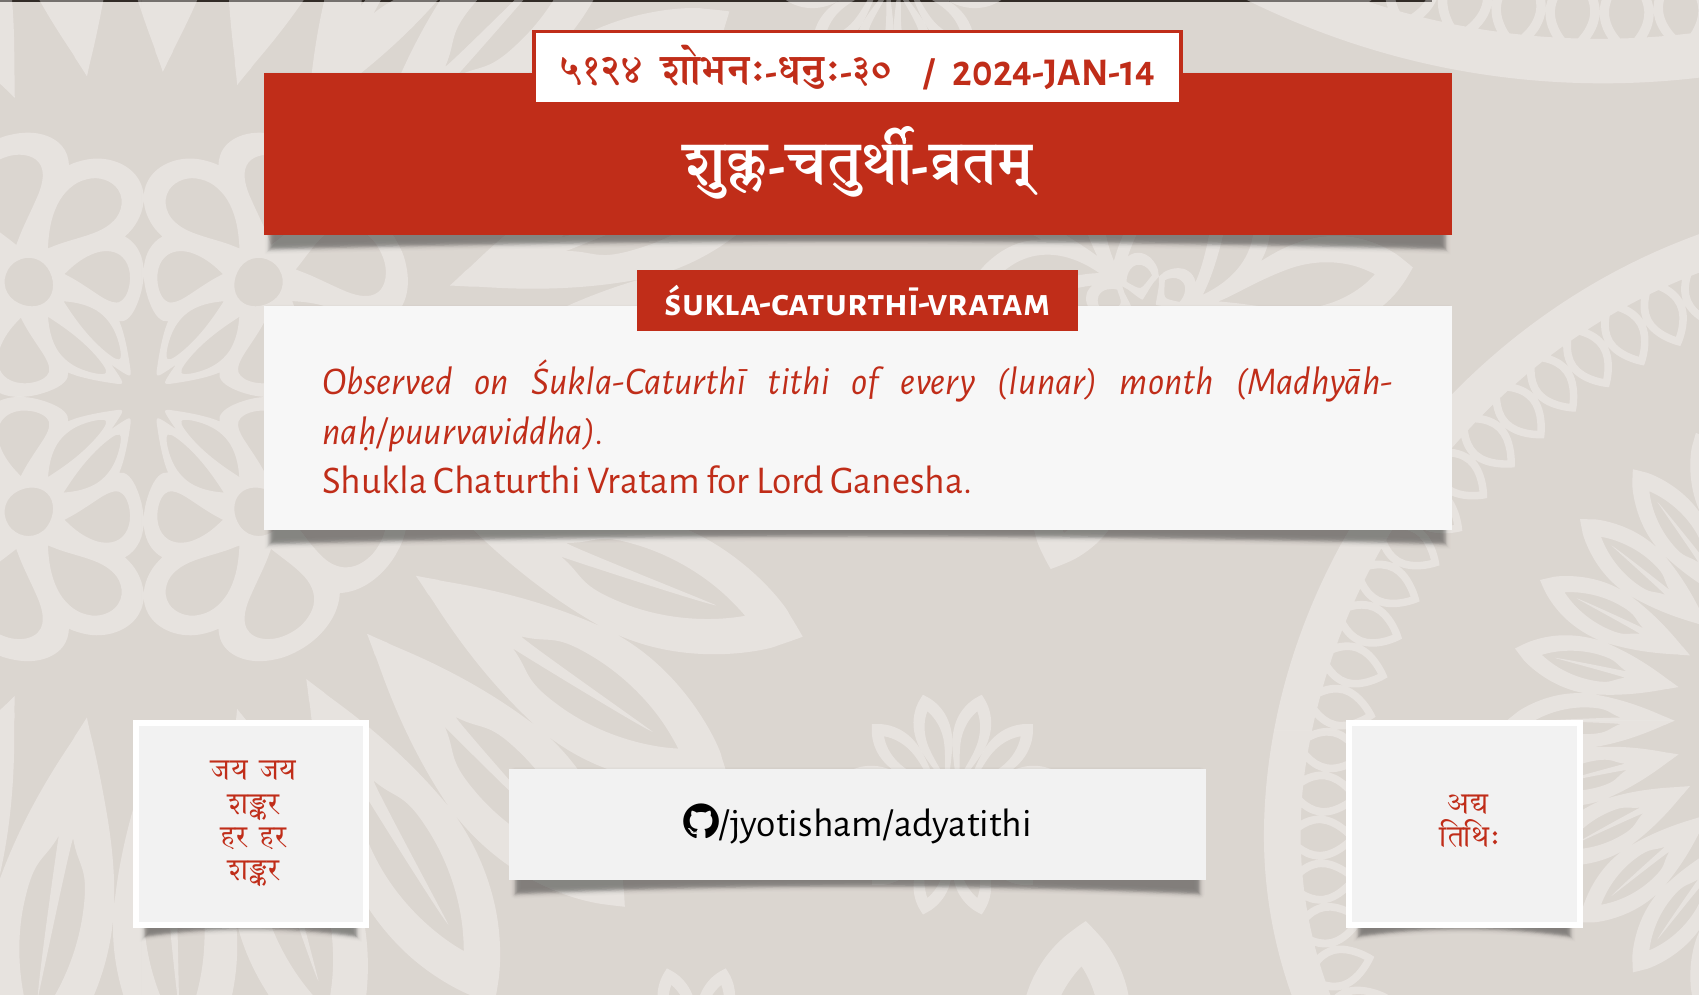 ५१२४ शोभनः-धनुः-३० / 2024-JAN-14
शुक्ल-चतुर्थी-व्रतम्
ŚUKLA-CATURTHĪ-VRATAM
Observed on Śukla-Caturthī tithi of every (lunar) month (Madhyāh-
naḥ/puurvaviddha).
Shukla Chaturthi Vratam for Lord Ganesha.
जय जय
शङ्कर
हर हर
शङ्कर
/jyotisham/adyatithi
अद्य
तिथिः